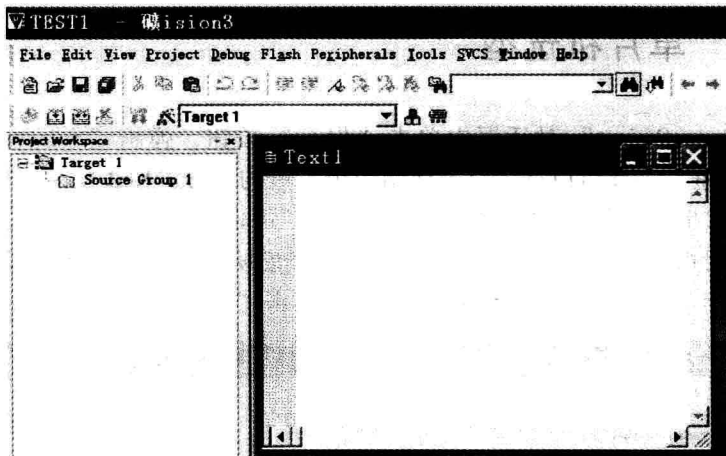 TEST1 - 礦ision3
File Edit View Project Debug Flash Peripherals Tools SVCS Window Help
Target 1
Project Workspace
Target 1
Source Group 1
Text1